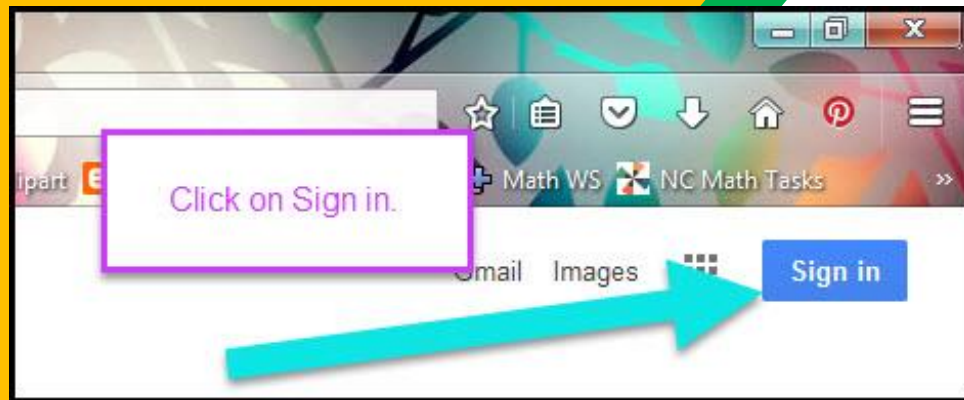 ipart
Math WS NC Math Tasks »
Click on Sign in.
Gmail Images Sign in